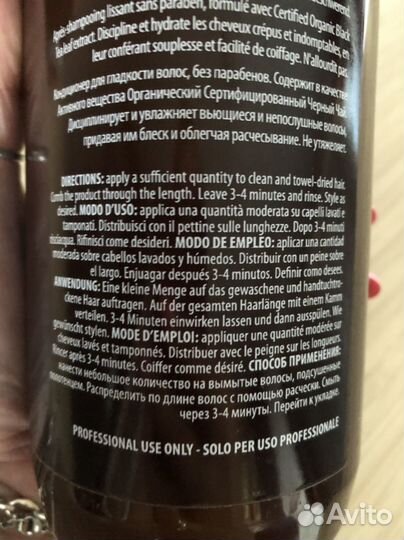 Après-shampooing lissant sans paraben, formulé avec Certified Organic Black
Tea leaf extract. Discipline et hydrate les cheveux crépus et indomptables, en
leur conférant souplesse et facilité de coiffage. N'allourdit pas.
Кондиционер для гладкости волос, без парабенов. Содержит в качестве
Активного вещества Органический Сертифицированный Черный Чай.
Дисциплинирует и увлажняет вьющиеся и непослушные волосы,
придавая им блеск и облегчая расчесывание. Не утяжеляет.
DIRECTIONS: apply a sufficient quantity to clean and towel-dried hair.
Comb the product through the length. Leave 3-4 minutes and rinse. Style as
desired. MODO D'USO: applica una quantità moderata su capelli lavati e
tamponati. Distribuisci con il pettine sulle lunghezze. Dopo 3-4 minuti
risciacqua. Rifinisci come desideri. MODO DE EMPLEO: aplicar una cantidad
moderada sobre cabellos lavados y húmedos. Distribuir con un peine sobre
el largo. Enjuagar después 3-4 minutos. Definir como desees.
ANWENDUNG: Eine kleine Menge auf das gewaschene und handtuchtro-
ckene Haar auftragen. Auf der gesamten Haarlänge mit einem Kamm
verteilen. 3-4 Minuten einwirken lassen und dann ausspülen. Wie
gewünscht stylen. MODE D'EMPLOI: appliquer une quantité modérée sur
cheveux lavés et tamponnés. Distribuer avec le peigne sur les longueurs.
Rincer après 3-4 minutes. Coiffer comme désiré. СПОСОБ ПРИМЕНЕНИЯ:
нанести небольшое количество на вымытые волосы, подсушенные
полотенцем. Распределить по длине волос с помощью расчески. Смыть
через 3-4 минуты. Перейти к укладке.
PROFESSIONAL USE ONLY - SOLO PER USO PROFESSIONALE
Avito